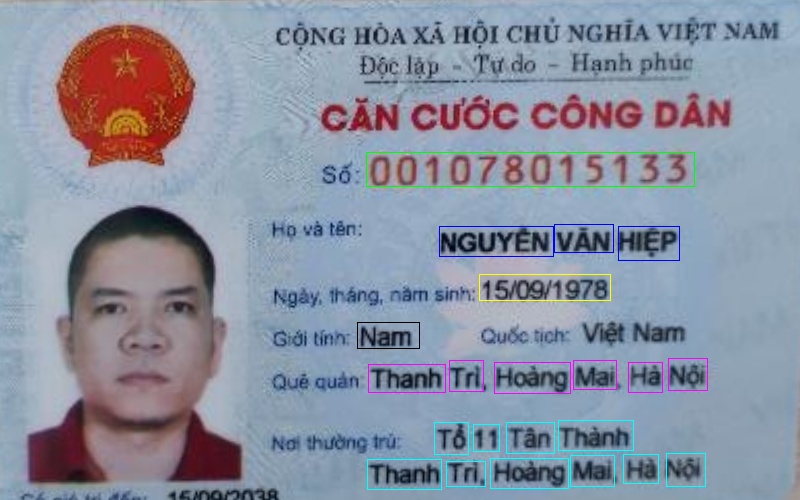 CỘNG HÒA XÃ HỘI CHỦ NGHĨA VIỆT NAM
Độc lập - Tự do - Hạnh phúc
CĂN CƯỚC CÔNG DÂN
Số: 001078015133
Họ và tên: NGUYỄN VĂN HIỆP
Ngày, tháng, năm sinh: 15/09/1978
Giới tính: Nam Quốc tịch: Việt Nam
Quê quán: Thanh Trì, Hoàng Mai, Hà Nội
Nơi thường trú: Tổ 11 Tân Thành
Thanh Trì, Hoàng Mai, Hà Nội
Có giá trị đến: 15/09/2038